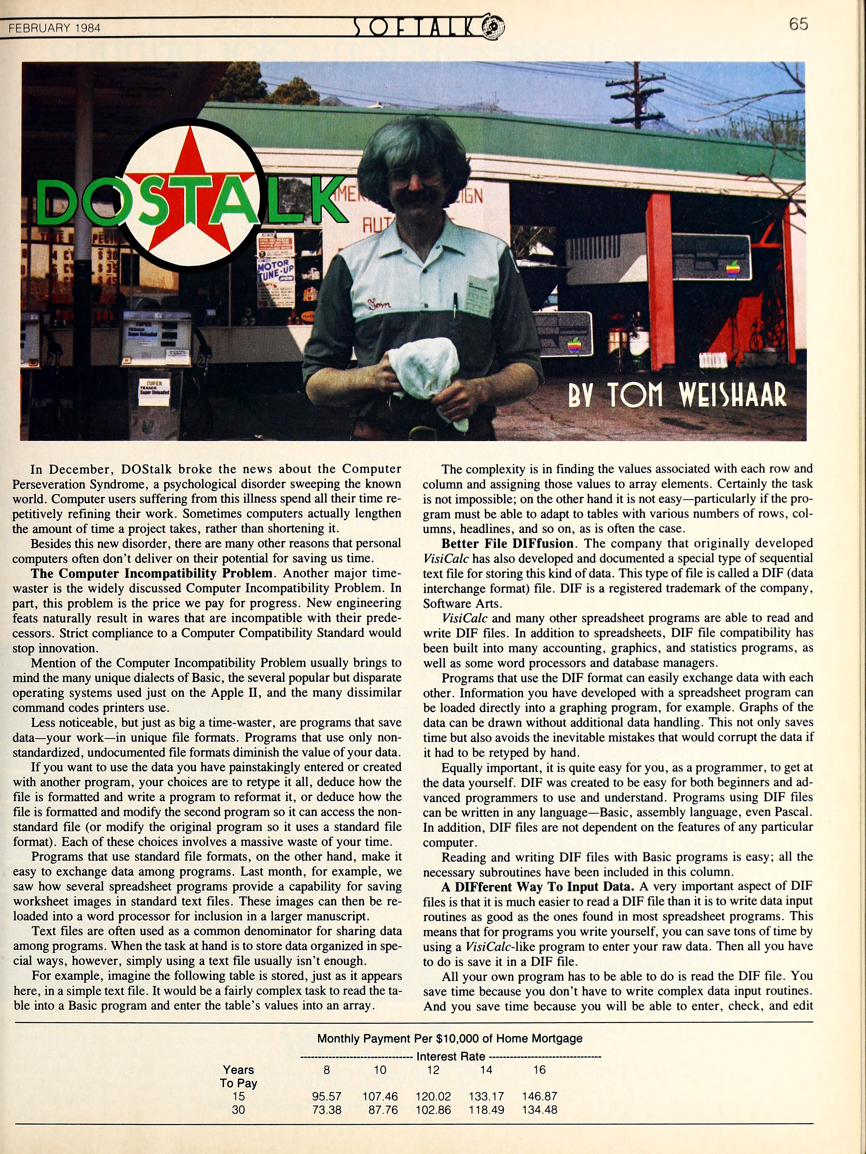 FEBRUARY 1984
SOFTALK
65
DOSTALK
MOTOR
TUNE-UP
Tom
BY TOM WEISHAAR
In December, DOStalk broke the news about the Computer
Perseveration Syndrome, a psychological disorder sweeping the known
world. Computer users suffering from this illness spend all their time re-
petitively refining their work. Sometimes computers actually lengthen
the amount of time a project takes, rather than shortening it.
Besides this new disorder, there are many other reasons that personal
computers often don't deliver on their potential for saving us time.
The Computer Incompatibility Problem. Another major time-
waster is the widely discussed Computer Incompatibility Problem. In
part, this problem is the price we pay for progress. New engineering
feats naturally result in wares that are incompatible with their prede-
cessors. Strict compliance to a Computer Compatibility Standard would
stop innovation.
Mention of the Computer Incompatibility Problem usually brings to
mind the many unique dialects of Basic, the several popular but disparate
operating systems used just on the Apple II, and the many dissimilar
command codes printers use.
Less noticeable, but just as big a time-waster, are programs that save
data—your work—in unique file formats. Programs that use only non-
standardized, undocumented file formats diminish the value of your data.
If you want to use the data you have painstakingly entered or created
with another program, your choices are to retype it all, deduce how the
file is formatted and write a program to reformat it, or deduce how the
file is formatted and modify the second program so it can access the non-
standard file (or modify the original program so it uses a standard file
format). Each of these choices involves a massive waste of your time.
Programs that use standard file formats, on the other hand, make it
easy to exchange data among programs. Last month, for example, we
saw how several spreadsheet programs provide a capability for saving
worksheet images in standard text files. These images can then be re-
loaded into a word processor for inclusion in a larger manuscript.
Text files are often used as a common denominator for sharing data
among programs. When the task at hand is to store data organized in spe-
cial ways, however, simply using a text file usually isn't enough.
For example, imagine the following table is stored, just as it appears
here, in a simple text file. It would be a fairly complex task to read the ta-
ble into a Basic program and enter the table's values into an array.
The complexity is in finding the values associated with each row and
column and assigning those values to array elements. Certainly the task
is not impossible; on the other hand it is not easy—particularly if the pro-
gram must be able to adapt to tables with various numbers of rows, col-
umns, headlines, and so on, as is often the case.
Better File DIFfusion. The company that originally developed
VisiCalc has also developed and documented a special type of sequential
text file for storing this kind of data. This type of file is called a DIF (data
interchange format) file. DIF is a registered trademark of the company,
Software Arts.
VisiCalc and many other spreadsheet programs are able to read and
write DIF files. In addition to spreadsheets, DIF file compatibility has
been built into many accounting, graphics, and statistics programs, as
well as some word processors and database managers.
Programs that use the DIF format can easily exchange data with each
other. Information you have developed with a spreadsheet program can
be loaded directly into a graphing program, for example. Graphs of the
data can be drawn without additional data handling. This not only saves
time but also avoids the inevitable mistakes that would corrupt the data if
it had to be retyped by hand.
Equally important, it is quite easy for you, as a programmer, to get at
the data yourself. DIF was created to be easy for both beginners and ad-
vanced programmers to use and understand. Programs using DIF files
can be written in any language—Basic, assembly language, even Pascal.
In addition, DIF files are not dependent on the features of any particular
computer.
Reading and writing DIF files with Basic programs is easy; all the
necessary subroutines have been included in this column.
A DIFferent Way To Input Data. A very important aspect of DIF
files is that it is much easier to read a DIF file than it is to write data input
routines as good as the ones found in most spreadsheet programs. This
means that for programs you write yourself, you can save tons of time by
using a VisiCalc-like program to enter your raw data. Then all you have
to do is save it in a DIF file.
All your own program has to be able to do is read the DIF file. You
save time because you don't have to write complex data input routines.
And you save time because you will be able to enter, check, and edit
Monthly Payment Per $10,000 of Home Mortgage
-------------------------------- Interest Rate --------------------------------
Years 8 10 12 14 16
To Pay
15 95.57 107.46 120.02 133.17 146.87
30 73.38 87.76 102.86 118.49 134.48